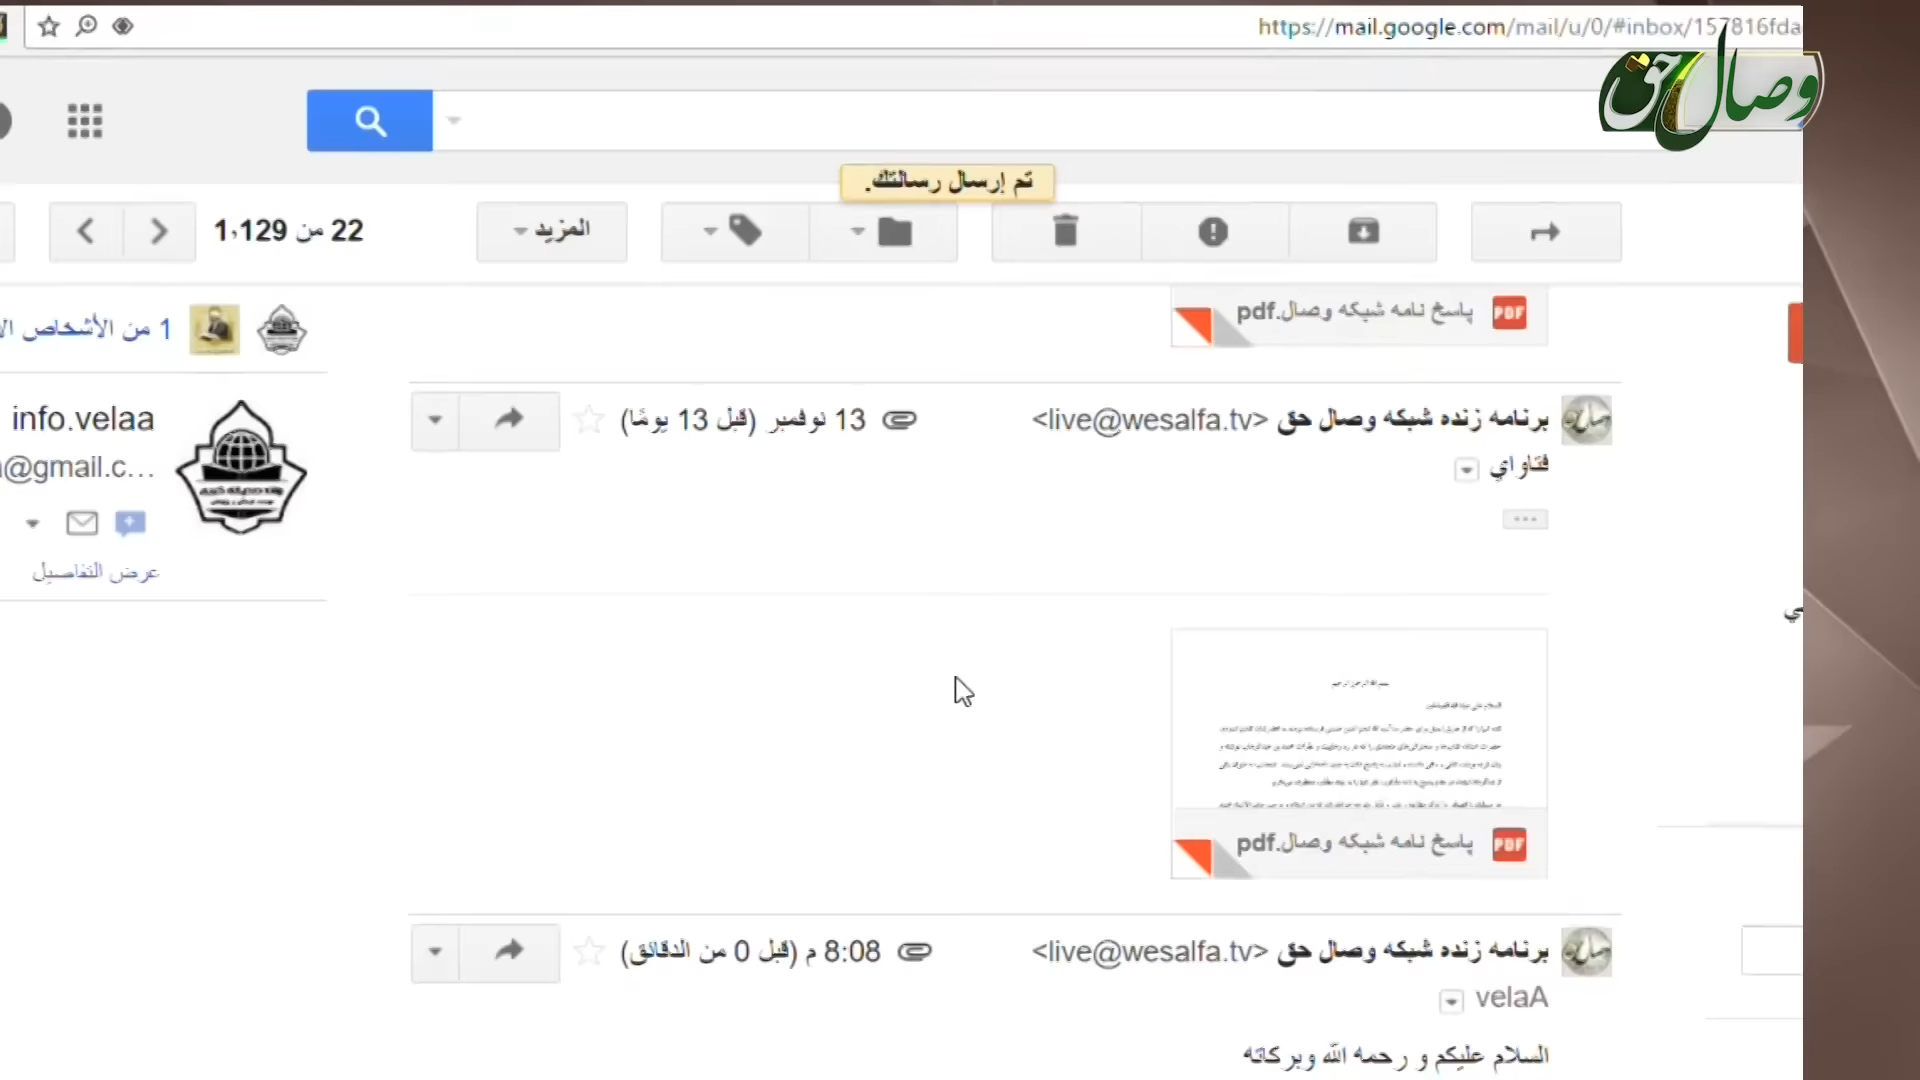 https://mail.google.com/mail/u/0/#inbox/157816fda
وصال حق
تم إرسال رسالتك.
22 من 1,129
المزيد
پاسخ نامه شبکه وصال.pdf
1 من الأشخاص
برنامه زنده شبكه وصال حق <live@wesalfa.tv>
13 نوفمبر (قبل 13 يومًا)
فتاواي
info.velaa
@gmail.c...
عرض التفاصيل
پاسخ نامه شبکه وصال.pdf
برنامه زنده شبكه وصال حق <live@wesalfa.tv>
8:08 م (قبل 0 من الدقائق)
velaA
السلام عليكم و رحمه الله وبركاته